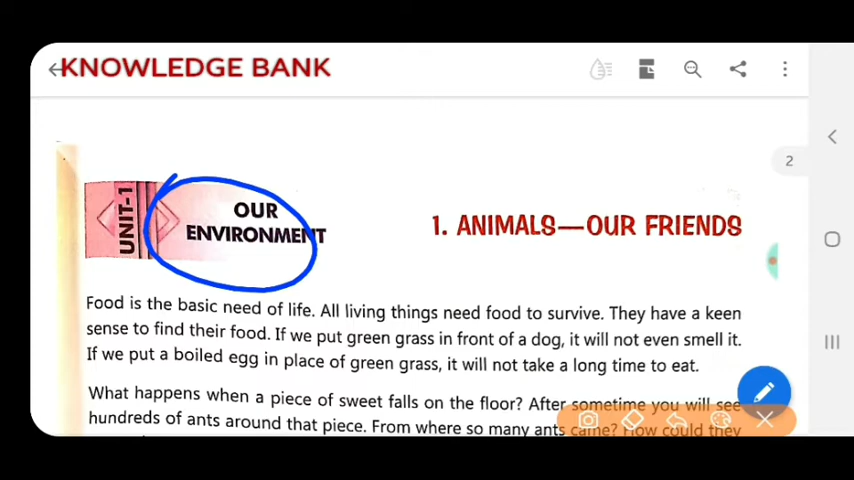 KNOWLEDGE BANK
2
UNIT-1
OUR
ENVIRONMENT
1. ANIMALS—OUR FRIENDS
Food is the basic need of life. All living things need food to survive. They have a keen
sense to find their food. If we put green grass in front of a dog, it will not even smell it.
If we put a boiled egg in place of green grass, it will not take a long time to eat.
What happens when a piece of sweet falls on the floor? After sometime you will see
hundreds of ants around that piece. From where so many ants came? How could they